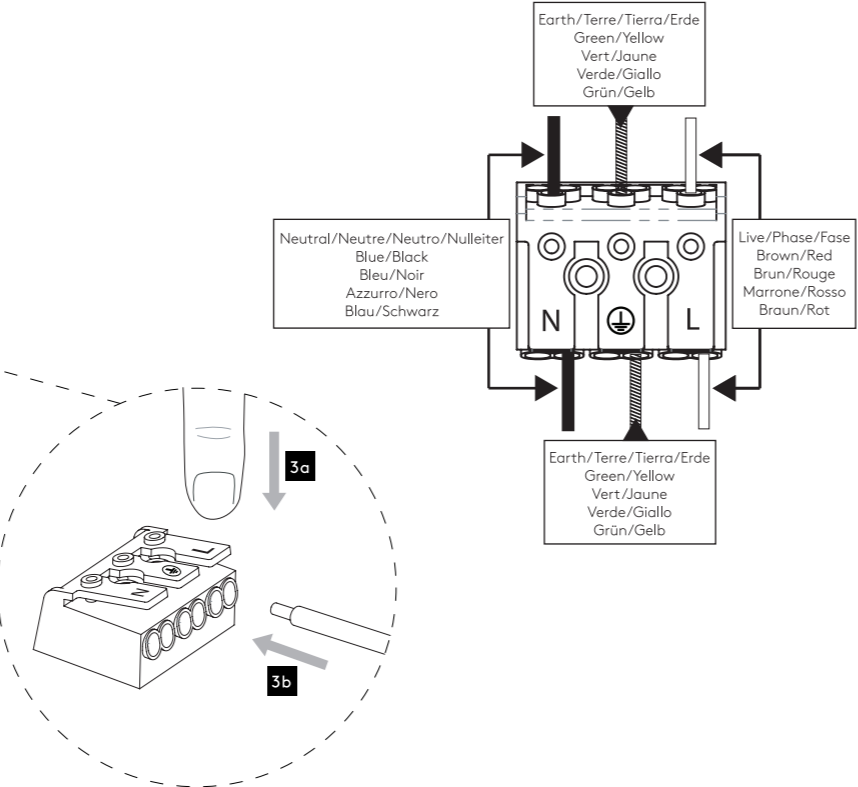 Earth/Terre/Tierra/Erde
Green/Yellow
Vert/Jaune
Verde/Giallo
Grün/Gelb
Neutral/Neutre/Neutro/Nulleiter
Blue/Black
Bleu/Noir
Azzurro/Nero
Blau/Schwarz
Live/Phase/Fase
Brown/Red
Brun/Rouge
Marrone/Rosso
Braun/Rot
N
L
Earth/Terre/Tierra/Erde
Green/Yellow
Vert/Jaune
Verde/Giallo
Grün/Gelb
3a
L
N
3b